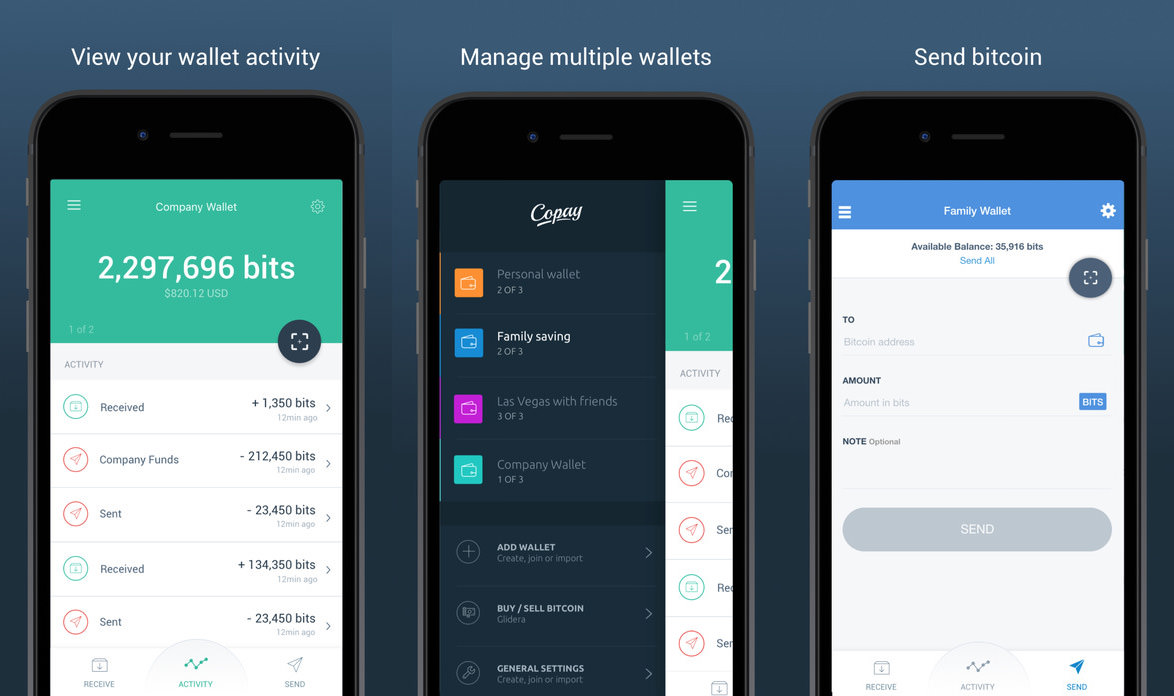 View your wallet activity
Company Wallet
2,297,696 bits
$820.12 USD
1 of 2
ACTIVITY
Received
+ 1,350 bits
12min ago
Company Funds
- 212,450 bits
12min ago
Sent
- 23,450 bits
12min ago
Received
+ 134,350 bits
12min ago
Sent
- 23,450 bits
12min ago
RECEIVE
ACTIVITY
SEND
Manage multiple wallets
Copay
Personal wallet
2 OF 3
Family saving
2 OF 3
Las Vegas with friends
3 OF 3
Company Wallet
1 OF 3
ADD WALLET
Create, join or import
BUY / SELL BITCOIN
Glidera
GENERAL SETTINGS
Create, join or import
2
1 of 2
ACTIVITY
Rec
Cor
Ser
Rec
Ser
Send bitcoin
Family Wallet
Available Balance: 35,916 bits
Send All
TO
Bitcoin address
AMOUNT
Amount in bits
BITS
NOTE Optional
SEND
RECEIVE
ACTIVITY
SEND